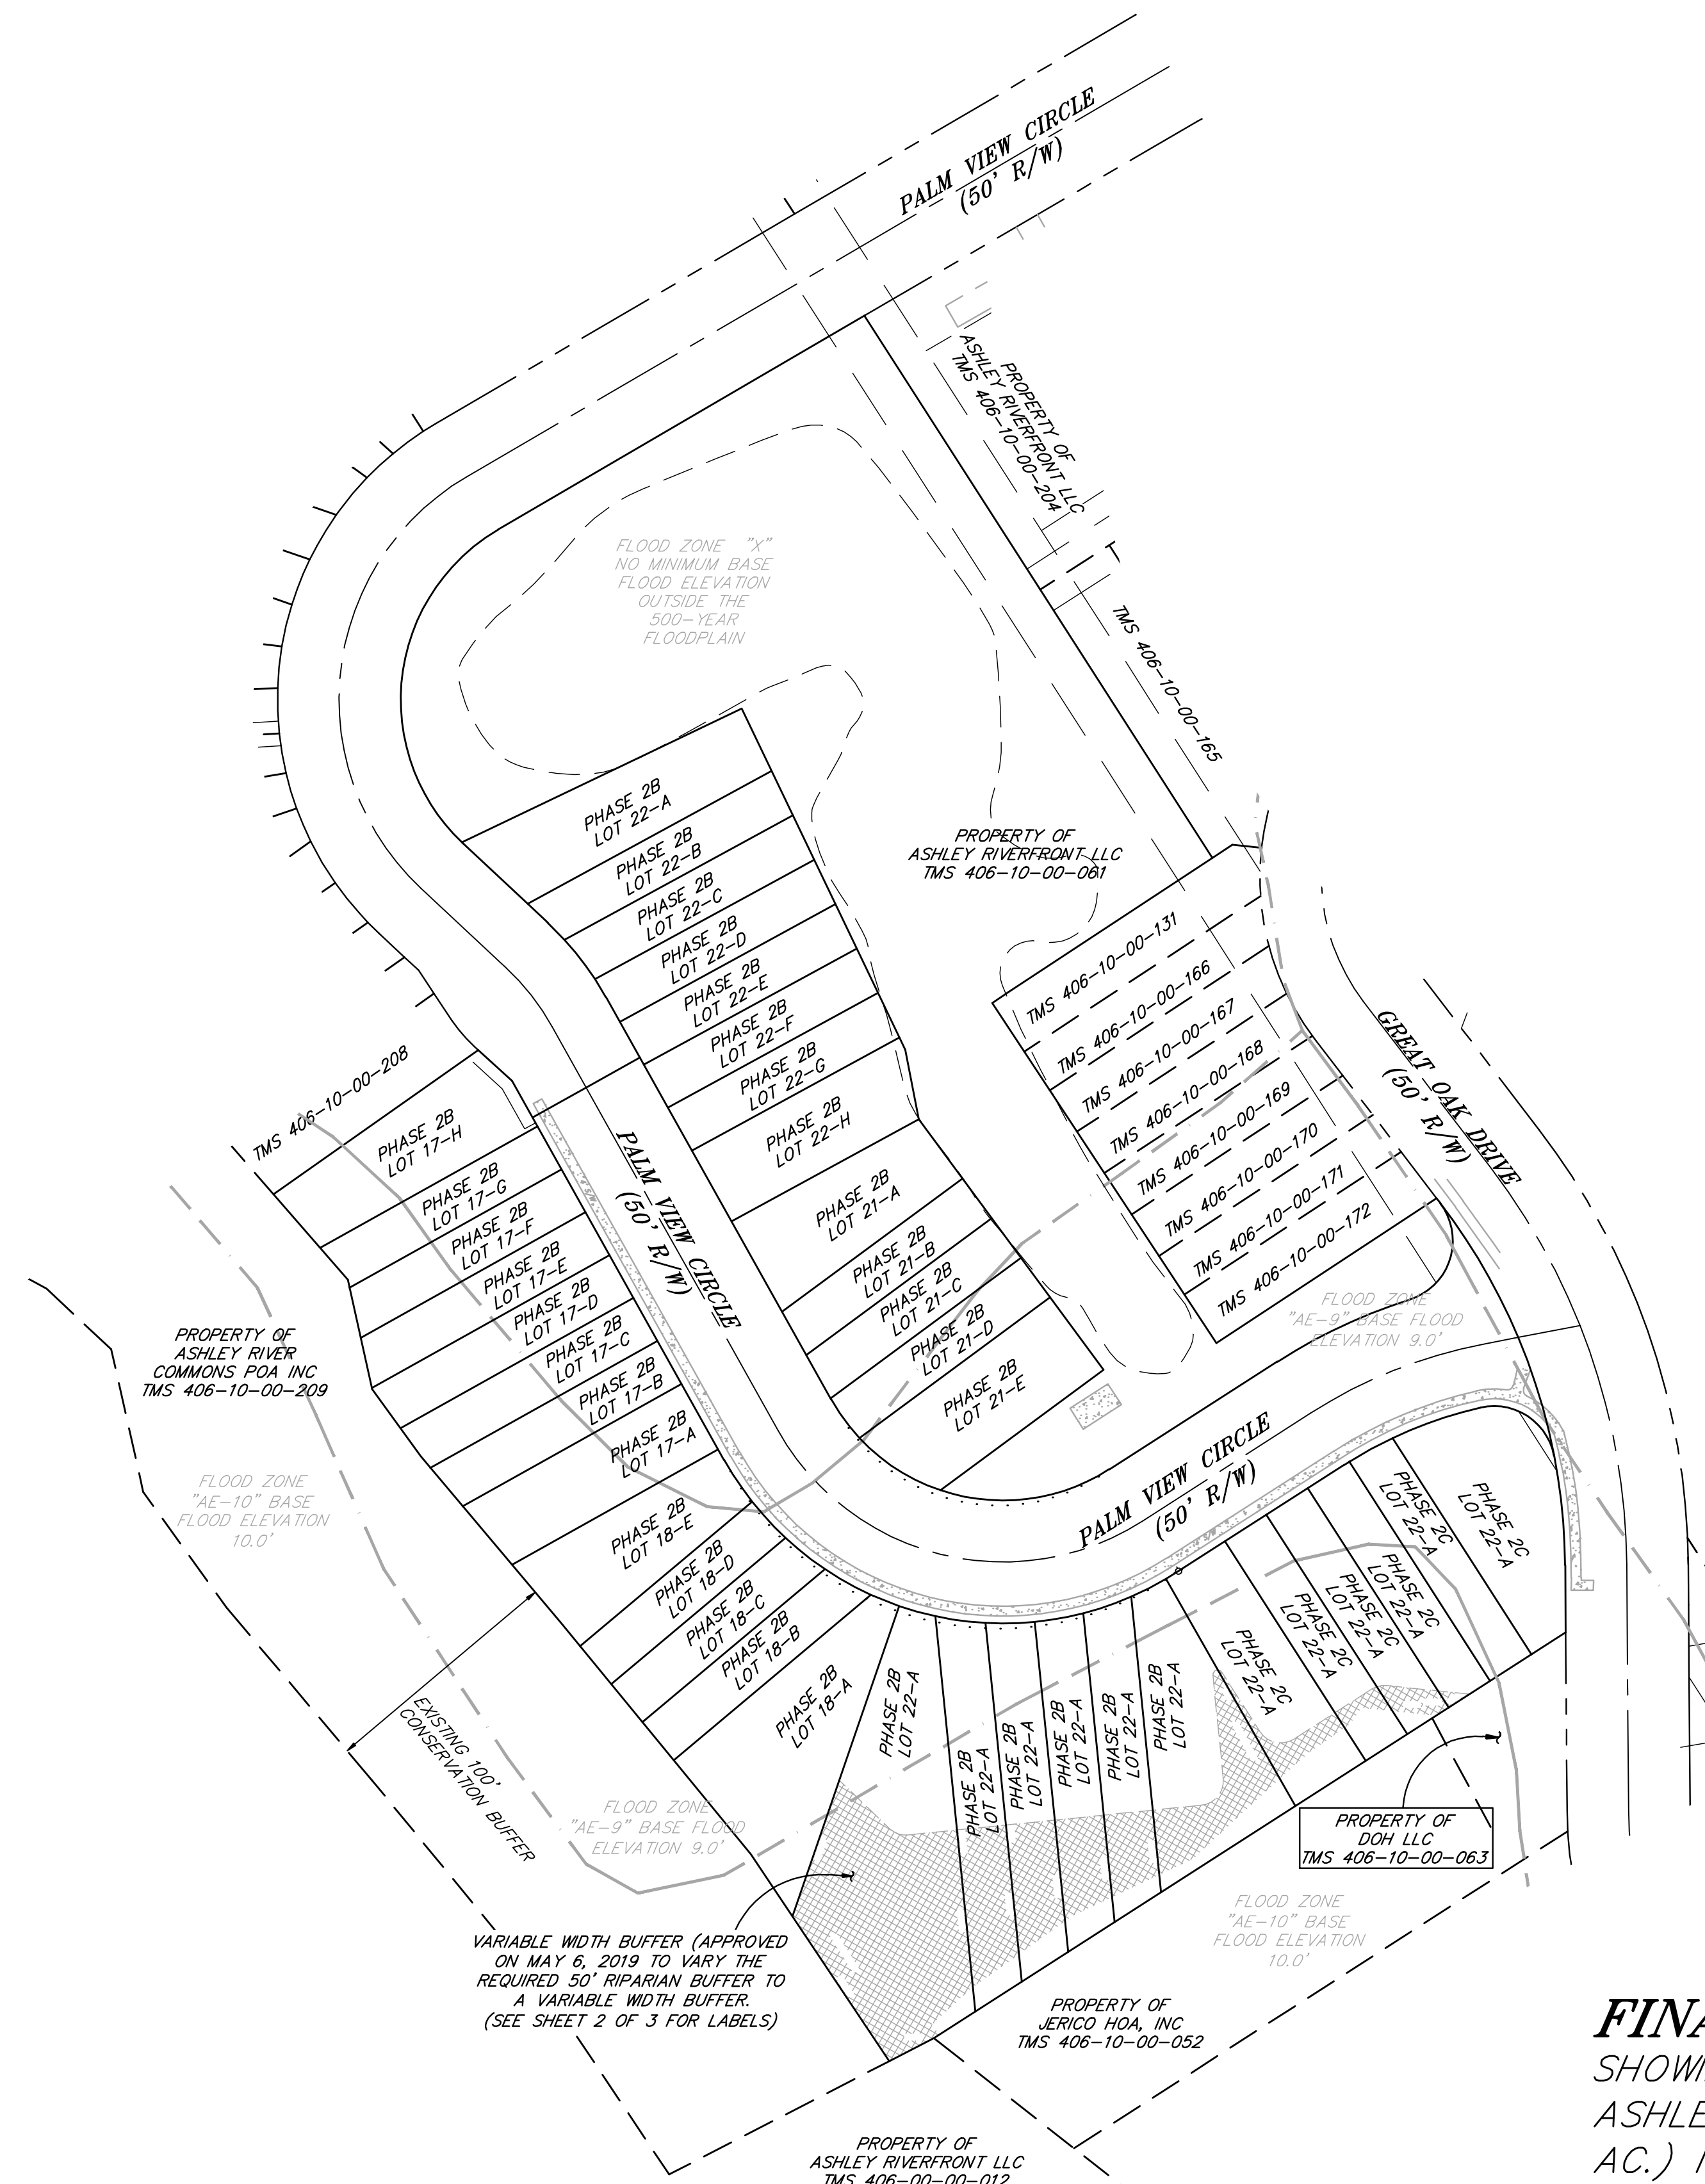 PALM VIEW CIRCLE
(50' R/W)
PROPERTY OF
ASHLEY RIVERFRONT LLC
TMS 406-10-00-204
FLOOD ZONE "X"
NO MINIMUM BASE
FLOOD ELEVATION
OUTSIDE THE
500-YEAR
FLOODPLAIN
TMS 406-10-00-165
PHASE 2B
LOT 22-A
PHASE 2B
LOT 22-B
PHASE 2B
LOT 22-C
PHASE 2B
LOT 22-D
PHASE 2B
LOT 22-E
PHASE 2B
LOT 22-F
PHASE 2B
LOT 22-G
PHASE 2B
LOT 22-H
PROPERTY OF
ASHLEY RIVERFRONT LLC
TMS 406-10-00-061
TMS 406-10-00-131
TMS 406-10-00-166
TMS 406-10-00-167
TMS 406-10-00-168
TMS 406-10-00-169
TMS 406-10-00-170
TMS 406-10-00-171
TMS 406-10-00-172
GREAT OAK DRIVE
(50' R/W)
TMS 406-10-00-208
PHASE 2B
LOT 17-H
PHASE 2B
LOT 17-G
PHASE 2B
LOT 17-F
PHASE 2B
LOT 17-E
PHASE 2B
LOT 17-D
PHASE 2B
LOT 17-C
PHASE 2B
LOT 17-B
PHASE 2B
LOT 17-A
PALM VIEW CIRCLE
(50' R/W)
PHASE 2B
LOT 21-A
PHASE 2B
LOT 21-B
PHASE 2B
LOT 21-C
PHASE 2B
LOT 21-D
PHASE 2B
LOT 21-E
FLOOD ZONE
"AE-9" BASE FLOOD
ELEVATION 9.0'
PROPERTY OF
ASHLEY RIVER
COMMONS POA INC
TMS 406-10-00-209
FLOOD ZONE
"AE-10" BASE
FLOOD ELEVATION
10.0'
PALM VIEW CIRCLE
(50' R/W)
PHASE 2B
LOT 18-E
PHASE 2B
LOT 18-D
PHASE 2B
LOT 18-C
PHASE 2B
LOT 18-B
PHASE 2B
LOT 18-A
PHASE 2B
LOT 22-A
PHASE 2B
LOT 22-A
PHASE 2B
LOT 22-A
PHASE 2B
LOT 22-A
PHASE 2B
LOT 22-A
PHASE 2B
LOT 22-A
PHASE 2C
LOT 22-A
PHASE 2C
LOT 22-A
PHASE 2C
LOT 22-A
PHASE 2C
LOT 22-A
PHASE 2C
LOT 22-A
PHASE 2C
LOT 22-A
EXISTING 100'
CONSERVATION BUFFER
FLOOD ZONE
"AE-9" BASE FLOOD
ELEVATION 9.0'
PROPERTY OF
DOH LLC
TMS 406-10-00-063
FLOOD ZONE
"AE-10" BASE
FLOOD ELEVATION
10.0'
VARIABLE WIDTH BUFFER (APPROVED
ON MAY 6, 2019 TO VARY THE
REQUIRED 50' RIPARIAN BUFFER TO
A VARIABLE WIDTH BUFFER.
(SEE SHEET 2 OF 3 FOR LABELS)
PROPERTY OF
JERICO HOA, INC
TMS 406-10-00-052
PROPERTY OF
ASHLEY RIVERFRONT LLC
TMS 406-00-00-012
FINA
SHOWI
ASHLE
AC.)